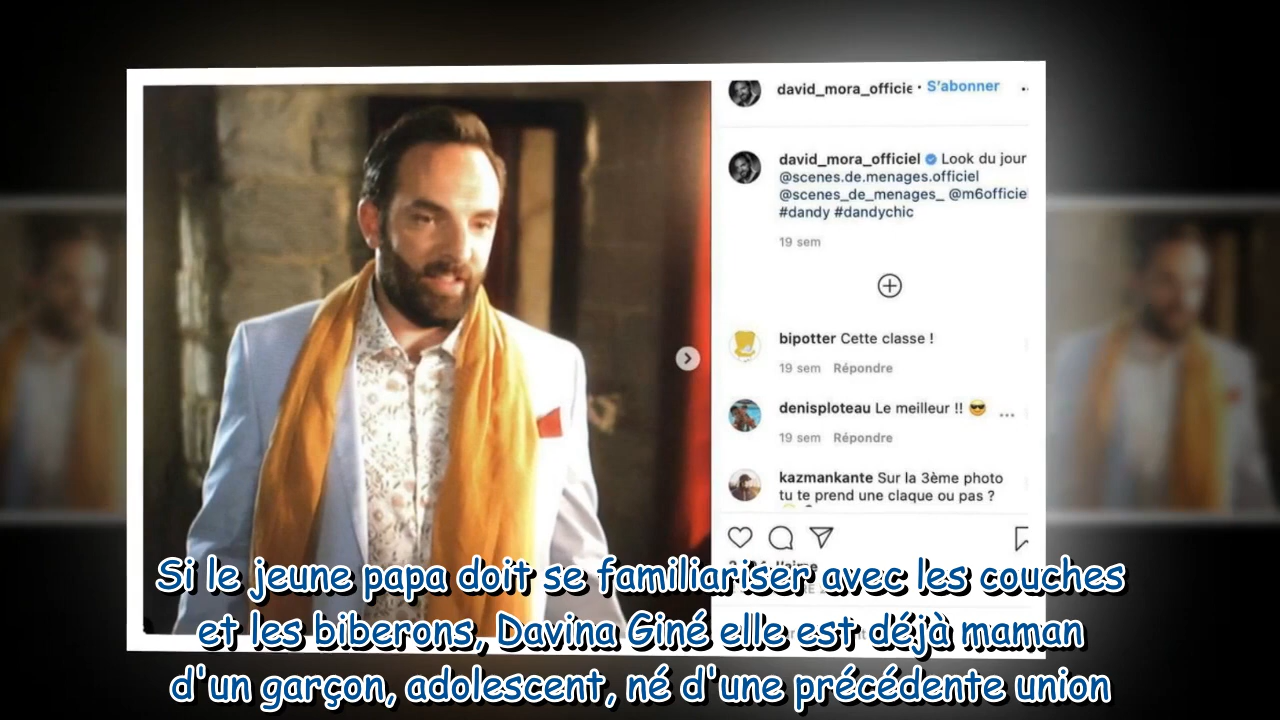 david_mora_officie • S'abonner
david_mora_officiel Look du jour
@scenes.de.menages.officiel
@scenes_de_menages_ @m6officie
#dandy #dandychic
19 sem
bipotter Cette classe !
19 sem Répondre
denisploteau Le meilleur !! 😎
19 sem Répondre
kazmankante Sur la 3ème photo
tu te prend une claque ou pas ?
Si le jeune papa doit se familiariser avec les couches
et les biberons, Davina Giné elle est déjà maman
d'un garçon, adolescent, né d'une précédente union